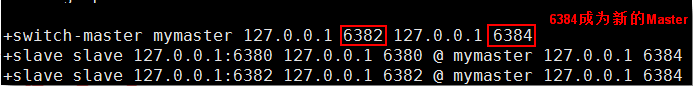 6384成为新的Master
+switch-master mymaster 127.0.0.1 6382 127.0.0.1 6384
+slave slave 127.0.0.1:6380 127.0.0.1 6380 @ mymaster 127.0.0.1 6384
+slave slave 127.0.0.1:6382 127.0.0.1 6382 @ mymaster 127.0.0.1 6384